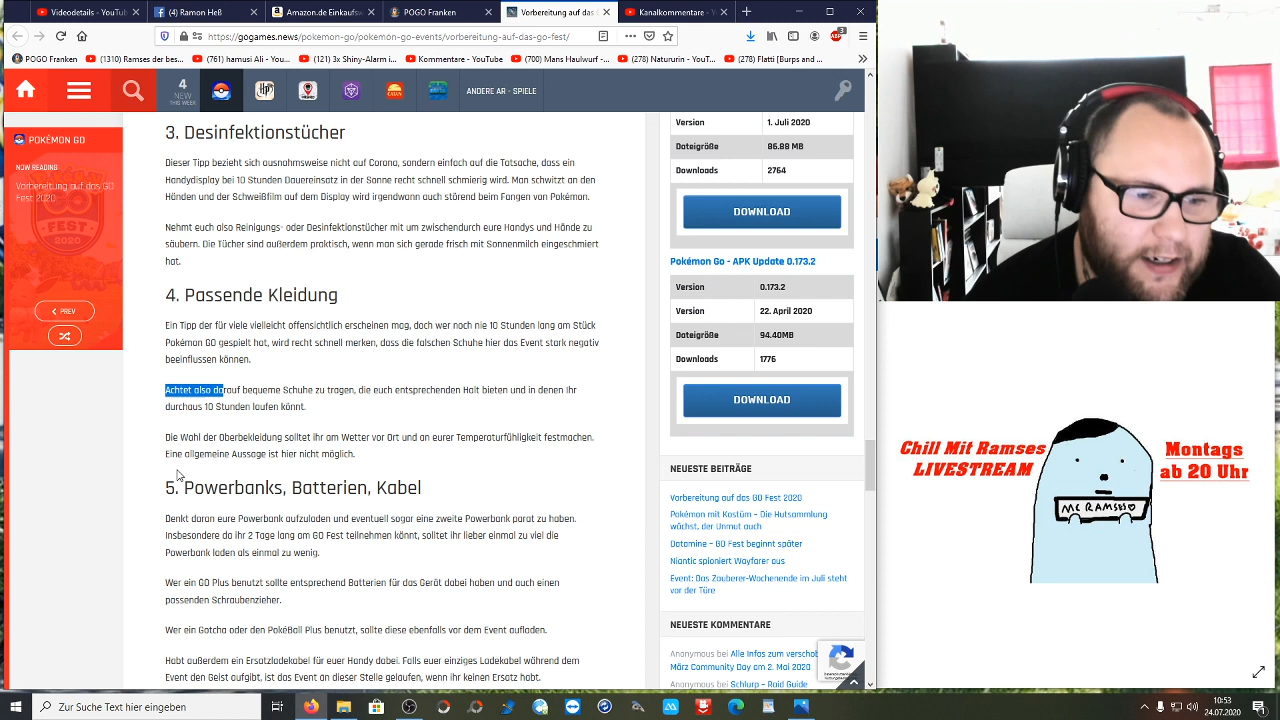 Videodetails - YouTube
Ramon Heß
Amazon.de Einkaufswa
POGO Franken
Vorbereitung auf das G
Kanalkommentare - Yo
https://gogames.news/pokemon-go/pokemon-go-events/vorbereitung-auf-das-go-fest/
POGO Franken
(1310) Ramses der bes...
(761) hamusi Ali - You...
(121) 3x Shiny-Alarm i...
Kommentare - YouTube
(700) Mans Haulwurf - ...
(278) Natururin - YouT...
(278) Flatti (Burps and ...
4
NEW
THIS WEEK
ANDERE AR - SPIELE
POKÉMON GO
NOW READING
Vorbereitung auf das GO
Fest 2020
FEST
2020
PREV
3. Desinfektionstücher
Dieser Tipp bezieht sich ausnahmsweise nicht auf Corona, sondern einfach auf die Tatsache, dass ein
Handydisplay bei 10 Stunden Dauereinsatz in der Sonne recht schnell schmierig wird. Man schwitzt an den
Händen und der Schweißfilm auf dem Display wird irgendwann auch störend beim Fangen von Pokémon.
Nehmt euch also Reinigungs- oder Desinfektionstücher mit um zwischendurch eure Handys und Hände zu
säubern. Die Tücher sind außerdem praktisch, wenn man sich gerade frisch mit Sonnenmilch eingeschmiert
hat.
4. Passende Kleidung
Ein Tipp der für viele vielleicht offensichtlich erscheinen mag, doch wer noch nie 10 Stunden lang am Stück
Pokémon GO gespielt hat, wird recht schnell merken, dass die falschen Schuhe hier das Event stark negativ
beeinflussen können.
Achtet also darauf bequeme Schuhe zu tragen, die euch entsprechenden Halt bieten und in denen ihr
durchaus 10 Stunden laufen könnt.
Die Wahl der Oberbekleidung solltet ihr am Wetter vor Ort und an eurer Temperaturfühligkeit festmachen.
Eine allgemeine Aussage ist hier nicht möglich.
5. Powerbanks, Batterien, Kabel
Denkt daran eure Powerbank aufzuladen und eventuell sogar eine zweite Powerbank parat zu haben.
Insbesondere da ihr 2 Tage lang am GO Fest teilnehmen könnt, solltet ihr lieber einmal zu viel die
Powerbank laden als einmal zu wenig.
Wer ein GO Plus benutzt sollte entsprechend Batterien für das Gerät dabei haben und auch einen
passenden Schraubenzieher.
Wer ein Gotcha oder den PokéBall Plus benutzt, sollte diese ebenfalls vor dem Event aufladen.
Habt außerdem ein Ersatzladekabel für euer Handy dabei. Falls euer einziges Ladekabel während dem
Event den Geist aufgibt, ist das Event an dieser Stelle gelaufen, wenn ihr keinen Ersatz habt.
Version 1. Juli 2020
Dateigröße 86.88 MB
Downloads 2764
DOWNLOAD
Pokémon Go - APK Update 0.173.2
Version 0.173.2
Version 22. April 2020
Dateigröße 94.40MB
Downloads 1776
DOWNLOAD
NEUESTE BEITRÄGE
Vorbereitung auf das GO Fest 2020
Pokémon mit Kostüm – Die Hutsammlung
wächst, der Unmut auch
Datamine – GO Fest beginnt später
Niantic spioniert Wayfarer aus
Event: Das Zauberer-Wochenende im Juli steht
vor der Türe
NEUESTE KOMMENTARE
Anonymous bei Alle Infos zum verschob
März Community Day am 2. Mai 2020
Anonymous bei Schlurp – Raid Guide
Chill Mit Ramses
LIVESTREAM
Montags
ab 20 Uhr
MC RAMSES
Zur Suche Text hier eingeben
10:53
24.07.2020